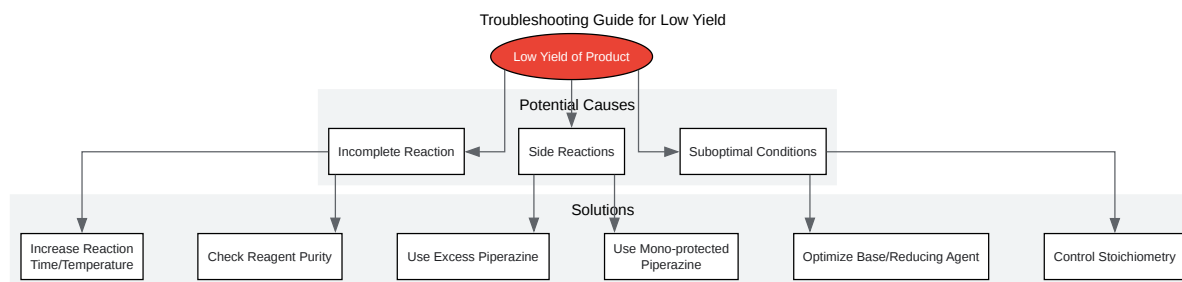 Troubleshooting Guide for Low Yield
Low Yield of Product
Potential Causes
Incomplete Reaction
Side Reactions
Suboptimal Conditions
Solutions
Increase Reaction
Time/Temperature
Check Reagent Purity
Use Excess Piperazine
Use Mono-protected
Piperazine
Optimize Base/Reducing Agent
Control Stoichiometry